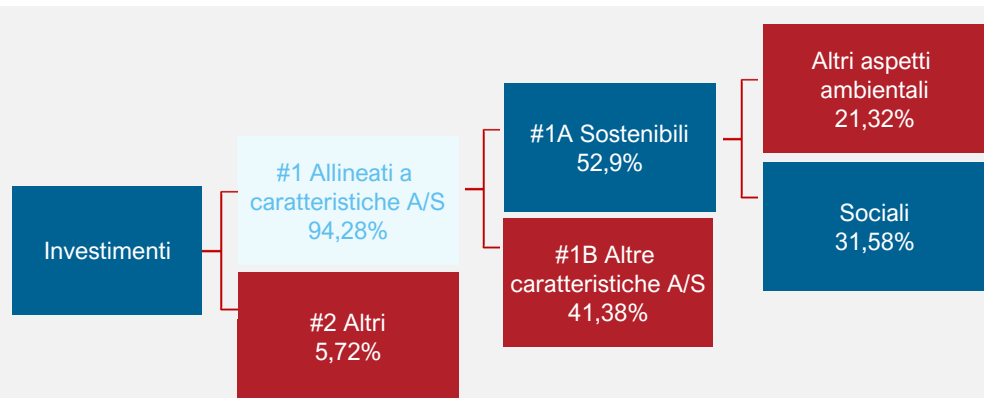 Investimenti
#1 Allineati a
caratteristiche A/S
94,28%
#2 Altri
5,72%
#1A Sostenibili
52,9%
#1B Altre
caratteristiche A/S
41,38%
Altri aspetti
ambientali
21,32%
Sociali
31,58%